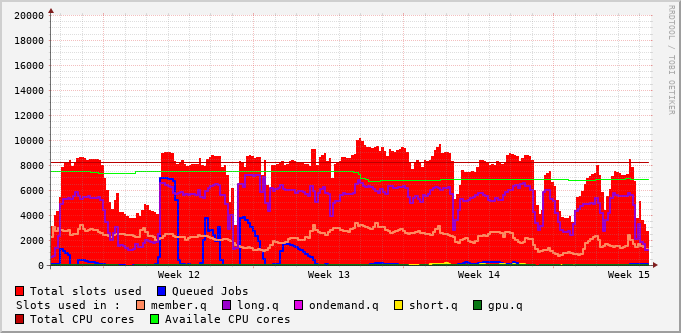 20000
18000
16000
14000
12000
10000
8000
6000
4000
2000
0
Week 12 Week 13 Week 14 Week 15
RRDTOOL / TOBI OETIKER
Total slots used Queued Jobs
Slots used in : member.q long.q ondemand.q short.q gpu.q
Total CPU cores Availale CPU cores